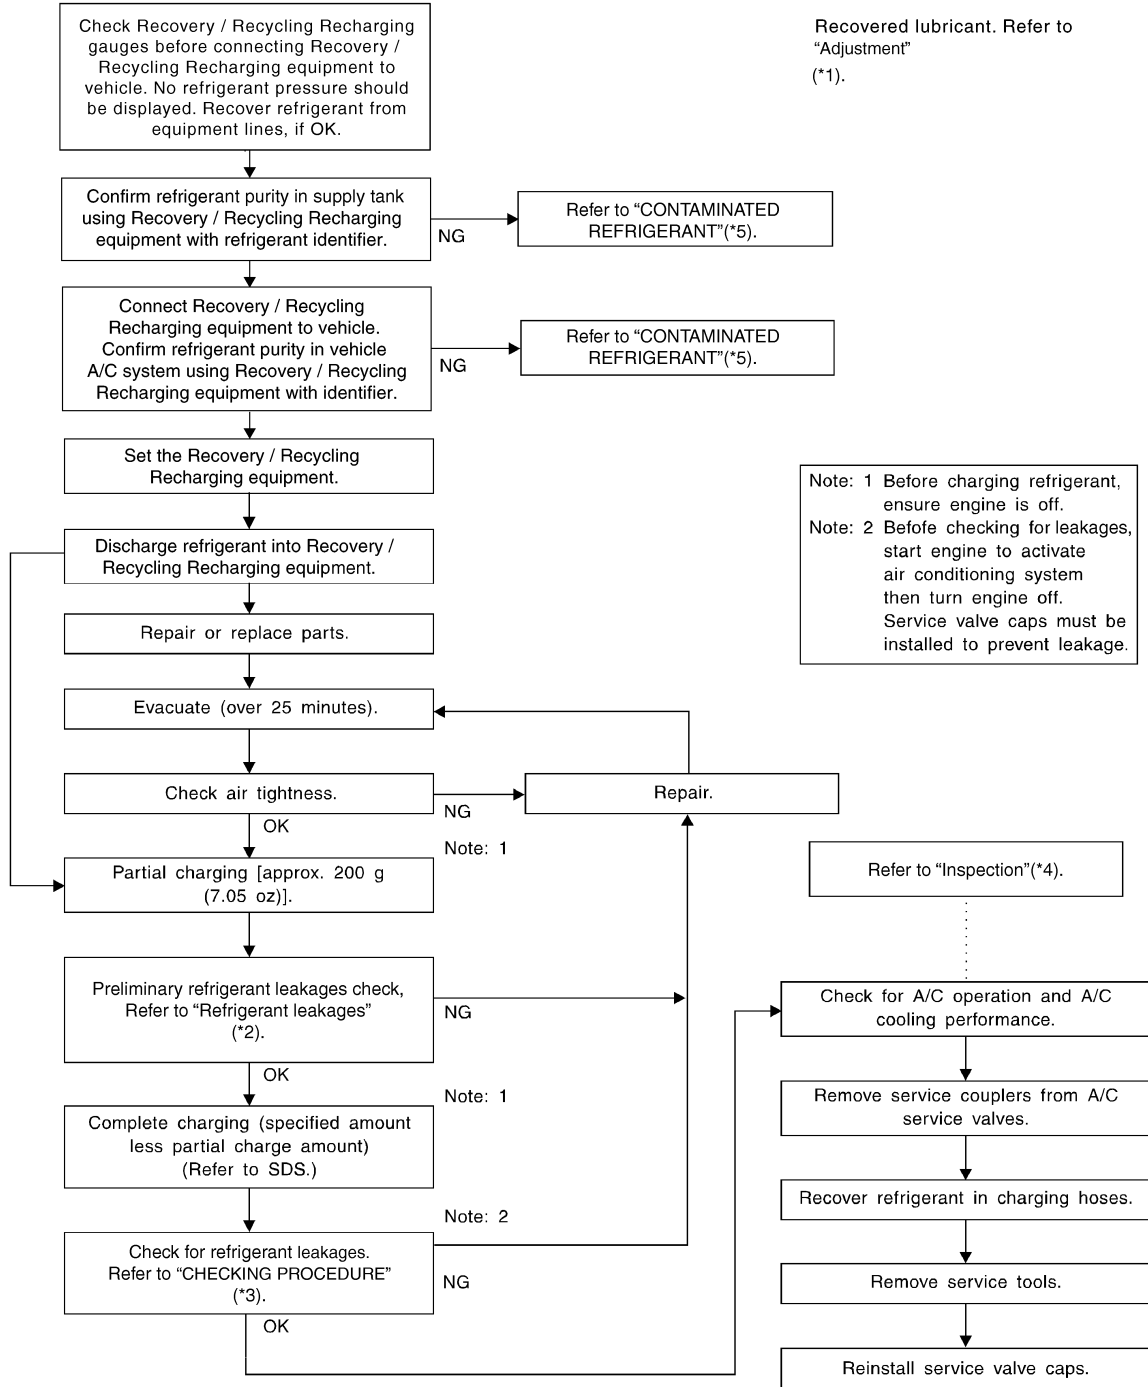 Check Recovery / Recycling Recharging
gauges before connecting Recovery /
Recycling Recharging equipment to
vehicle. No refrigerant pressure should
be displayed. Recover refrigerant from
equipment lines, if OK.
Recovered lubricant. Refer to
“Adjustment”
(*1).
Confirm refrigerant purity in supply tank
using Recovery / Recycling Recharging
equipment with refrigerant identifier.
NG
Refer to “CONTAMINATED
REFRIGERANT”(*5).
Connect Recovery / Recycling
Recharging equipment to vehicle.
Confirm refrigerant purity in vehicle
A/C system using Recovery / Recycling
Recharging equipment with identifier.
NG
Refer to “CONTAMINATED
REFRIGERANT”(*5).
Set the Recovery / Recycling
Recharging equipment.
Note: 1 Before charging refrigerant,
ensure engine is off.
Note: 2 Befofe checking for leakages,
start engine to activate
air conditioning system
then turn engine off.
Service valve caps must be
installed to prevent leakage.
Discharge refrigerant into Recovery /
Recycling Recharging equipment.
Repair or replace parts.
Evacuate (over 25 minutes).
Check air tightness.
NG
Repair.
OK
Note: 1
Partial charging [approx. 200 g
(7.05 oz)].
Preliminary refrigerant leakages check,
Refer to “Refrigerant leakages”
(*2).
NG
OK
Note: 1
Complete charging (specified amount
less partial charge amount)
(Refer to SDS.)
Note: 2
Check for refrigerant leakages.
Refer to “CHECKING PROCEDURE”
(*3).
NG
OK
Refer to “Inspection”(*4).
Check for A/C operation and A/C
cooling performance.
Remove service couplers from A/C
service valves.
Recover refrigerant in charging hoses.
Remove service tools.
Reinstall service valve caps.